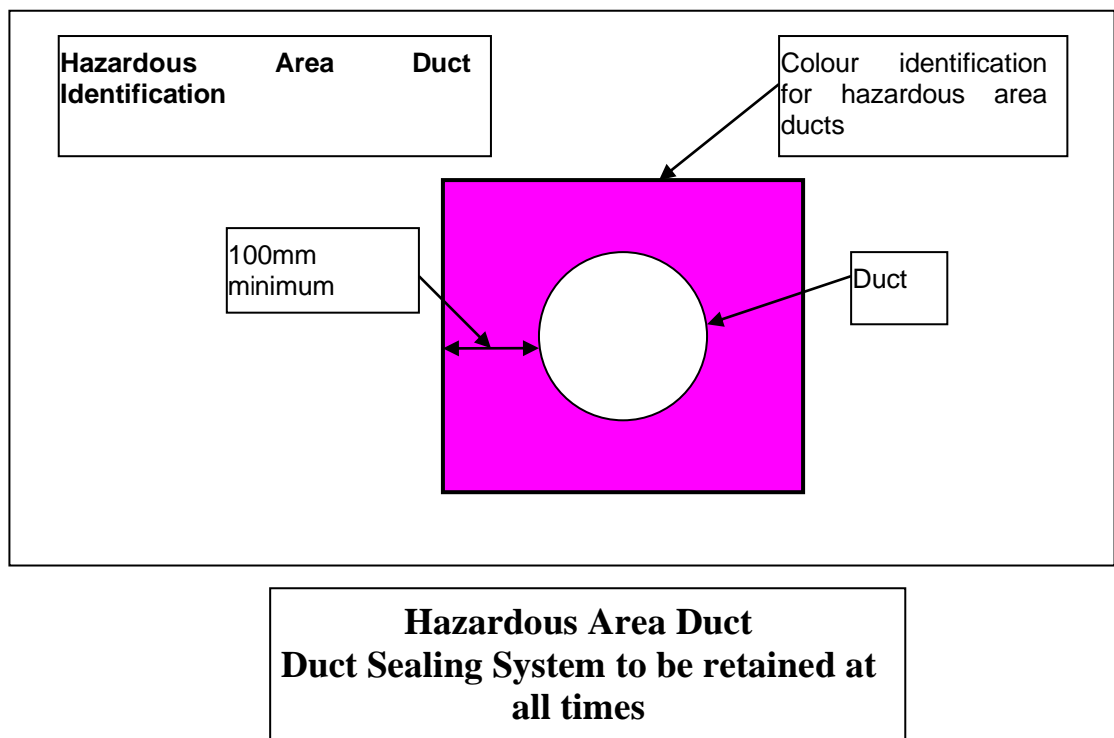 Hazardous Area Duct
Identification
Colour identification
for hazardous area
ducts
100mm
minimum
Duct
Hazardous Area Duct
Duct Sealing System to be retained at
all times